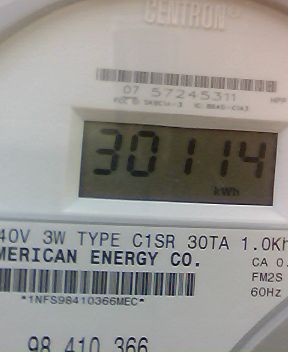 CENTRON®
07 57245311
30114
kWh
40V 3W TYPE C1SR 30TA 1.0Kh
MERICAN ENERGY CO.
CA 0.
FM2S
60Hz
*1NFS98410366MEC*
98 410 366